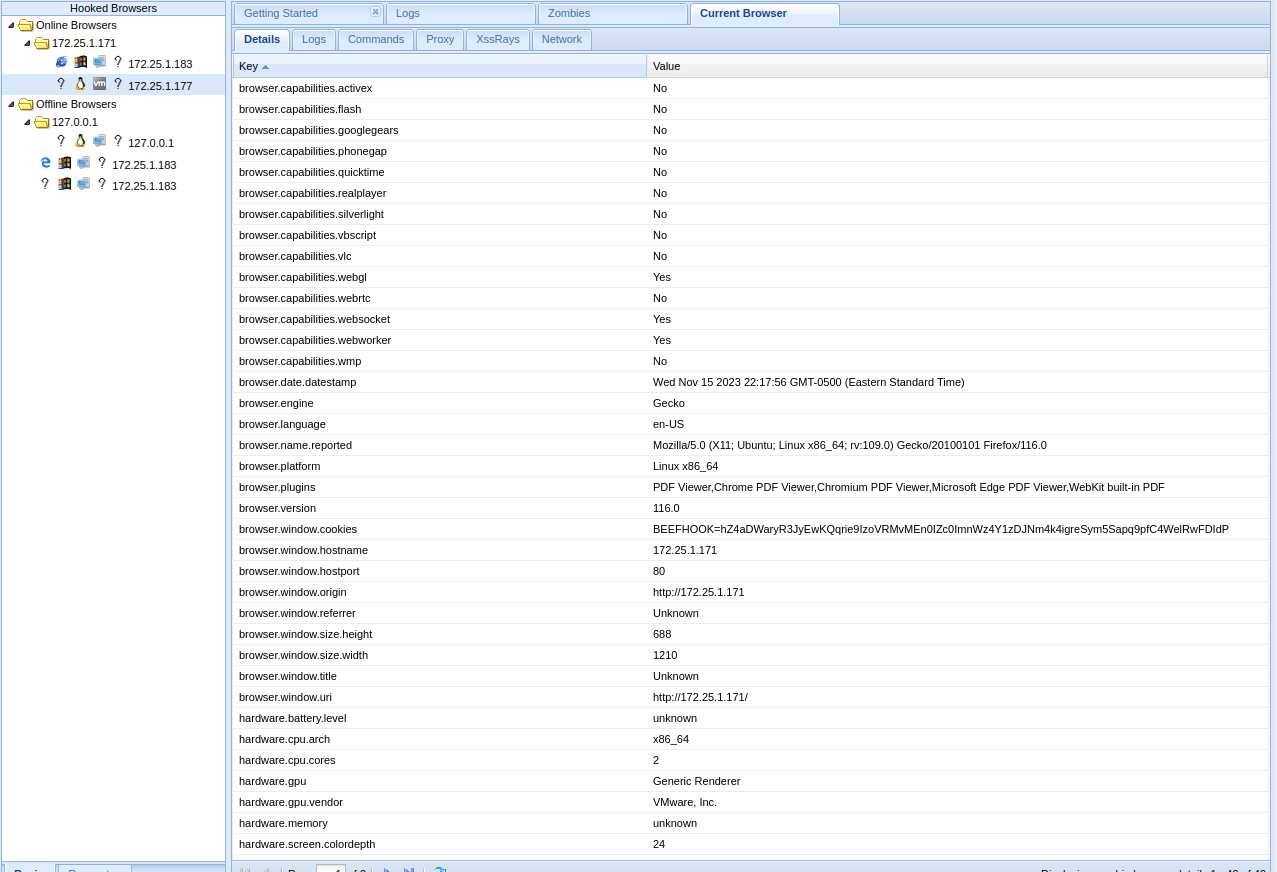 Hooked Browsers
Online Browsers
172.25.1.171
? 172.25.1.183
? vm ? 172.25.1.177
Offline Browsers
127.0.0.1
? ? 127.0.0.1
? 172.25.1.183
? ? 172.25.1.183
Getting Started Logs Zombies Current Browser
Details Logs Commands Proxy XssRays Network
Key Value
browser.capabilities.activex No
browser.capabilities.flash No
browser.capabilities.googlegears No
browser.capabilities.phonegap No
browser.capabilities.quicktime No
browser.capabilities.realplayer No
browser.capabilities.silverlight No
browser.capabilities.vbscript No
browser.capabilities.vlc No
browser.capabilities.webgl Yes
browser.capabilities.webrtc No
browser.capabilities.websocket Yes
browser.capabilities.webworker Yes
browser.capabilities.wmp No
browser.date.datestamp Wed Nov 15 2023 22:17:56 GMT-0500 (Eastern Standard Time)
browser.engine Gecko
browser.language en-US
browser.name.reported Mozilla/5.0 (X11; Ubuntu; Linux x86_64; rv:109.0) Gecko/20100101 Firefox/116.0
browser.platform Linux x86_64
browser.plugins PDF Viewer,Chrome PDF Viewer,Chromium PDF Viewer,Microsoft Edge PDF Viewer,WebKit built-in PDF
browser.version 116.0
browser.window.cookies BEEFHOOK=hZ4aDWaryR3JyEwKQqrie9IzoVRMvMEn0IZc0ImnWz4Y1zDJNm4k4igreSym5Sapq9pfC4WelRwFDIdP
browser.window.hostname 172.25.1.171
browser.window.hostport 80
browser.window.origin http://172.25.1.171
browser.window.referrer Unknown
browser.window.size.height 688
browser.window.size.width 1210
browser.window.title Unknown
browser.window.uri http://172.25.1.171/
hardware.battery.level unknown
hardware.cpu.arch x86_64
hardware.cpu.cores 2
hardware.gpu Generic Renderer
hardware.gpu.vendor VMware, Inc.
hardware.memory unknown
hardware.screen.colordepth 24